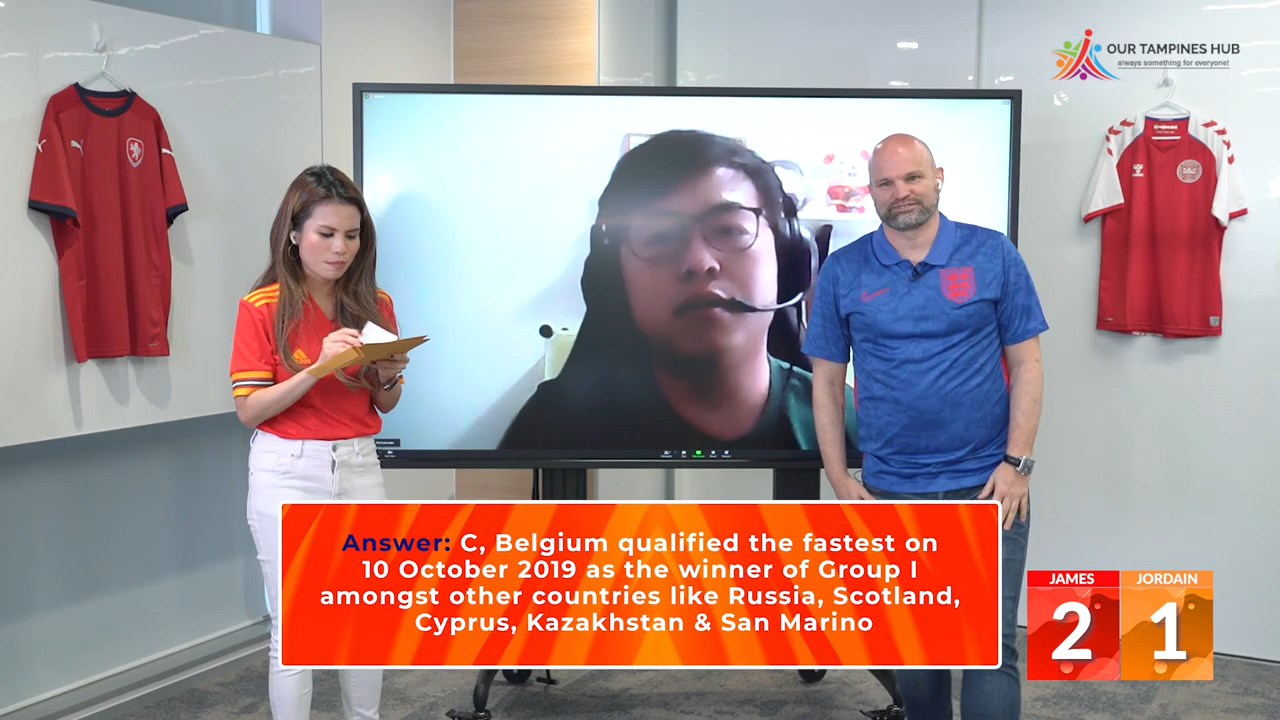 OUR TAMPINES HUB
always something for everyone!
adidas
Answer: C, Belgium qualified the fastest on
10 October 2019 as the winner of Group I
amongst other countries like Russia, Scotland,
Cyprus, Kazakhstan & San Marino
JAMES
JORDAIN
2
1